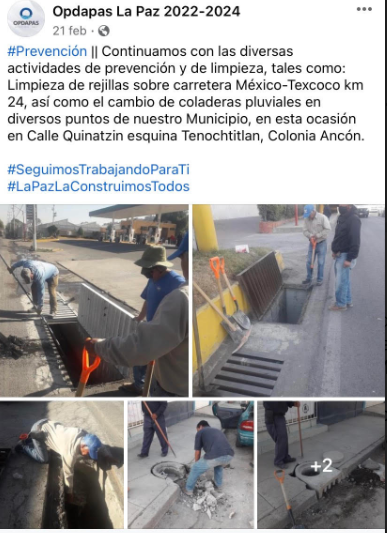 Opdapas La Paz 2022-2024
OPDAPAS
21 feb ·
#Prevención || Continuamos con las diversas
actividades de prevención y de limpieza, tales como:
Limpieza de rejillas sobre carretera México-Texcoco km
24, así como el cambio de coladeras pluviales en
diversos puntos de nuestro Municipio, en esta ocasión
en Calle Quinatzin esquina Tenochtitlan, Colonia Ancón.
#SeguimosTrabajandoParaTi
#LaPazLaConstruimosTodos
+2